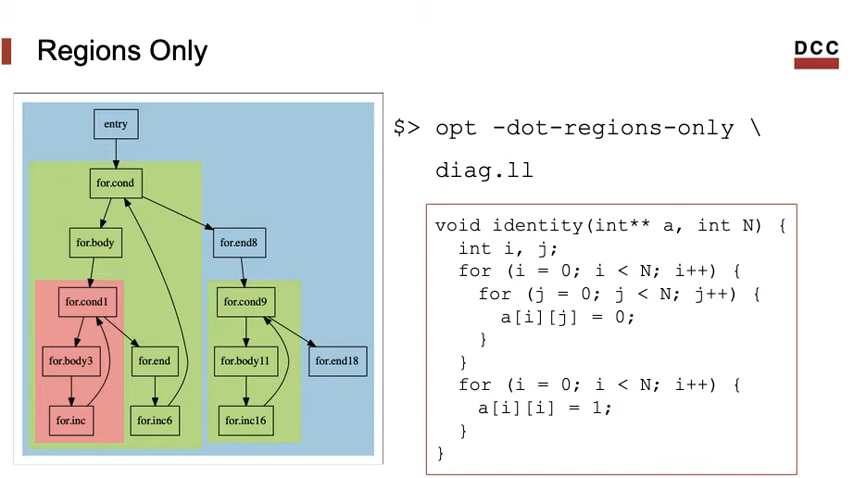 Regions Only
DCC
entry
for.cond
for.body
for.end8
for.cond1
for.cond9
for.body3
for.end
for.body11
for.end18
for.inc
for.inc6
for.inc16
$> opt -dot-regions-only \
diag.ll
void identity(int** a, int N) {
int i, j;
for (i = 0; i < N; i++) {
for (j = 0; j < N; j++) {
a[i][j] = 0;
}
}
for (i = 0; i < N; i++) {
a[i][i] = 1;
}
}